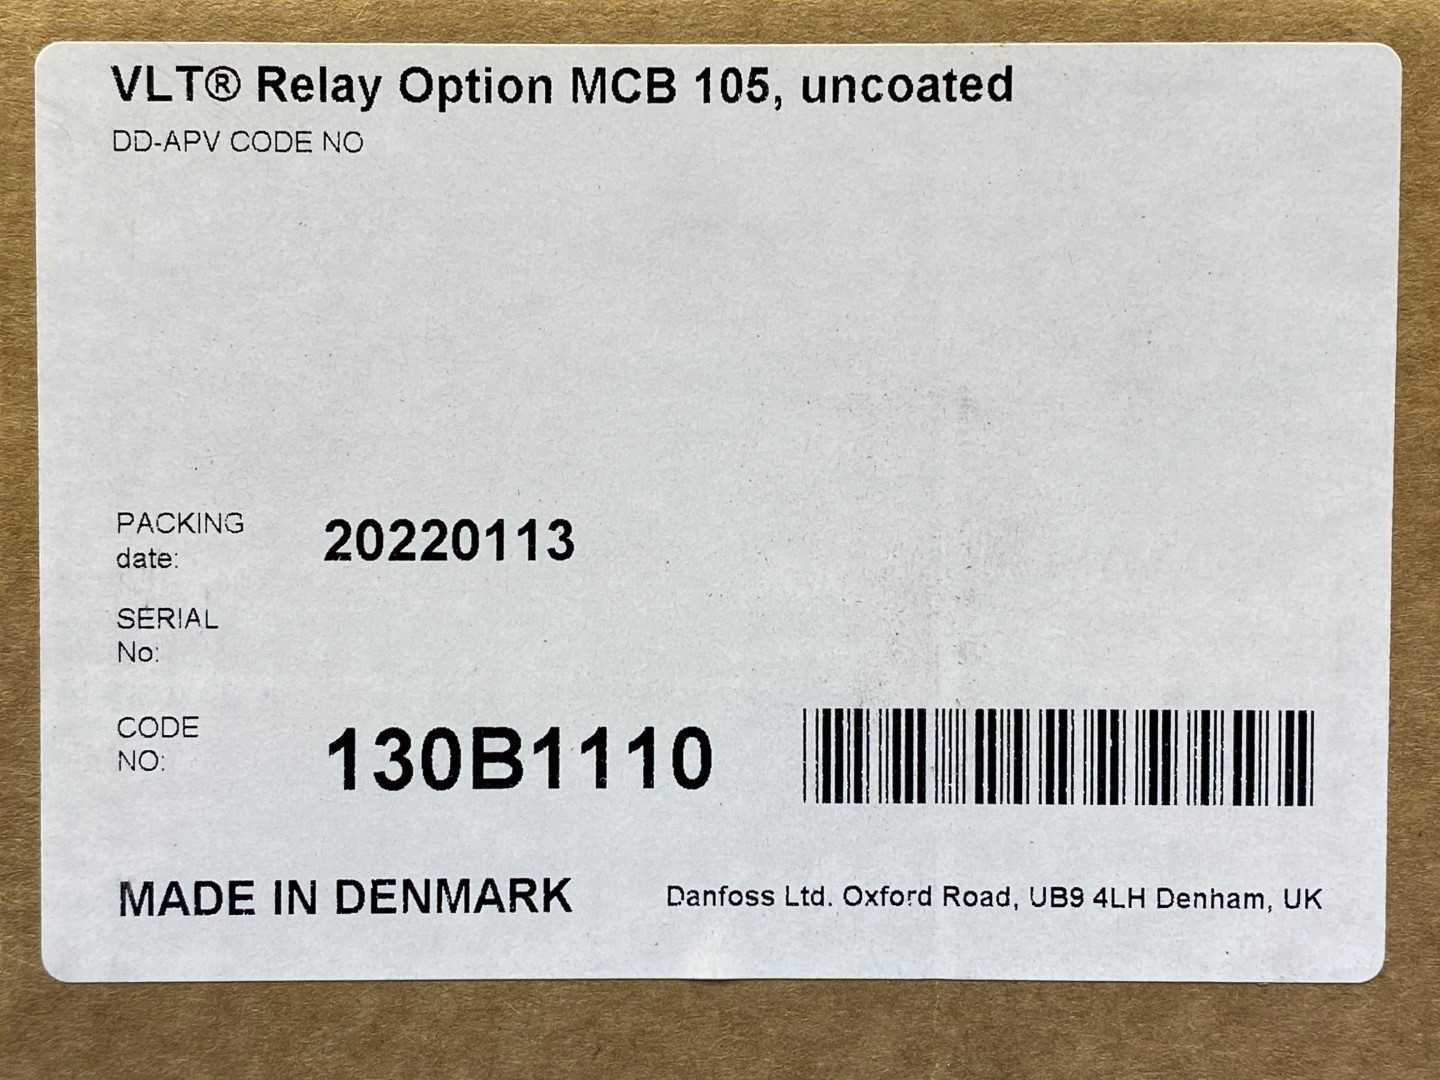 VLT® Relay Option MCB 105, uncoated
DD-APV CODE NO
PACKING
date:
20220113
SERIAL
No:
CODE
NO:
130B1110
MADE IN DENMARK
Danfoss Ltd. Oxford Road, UB9 4LH Denham, UK